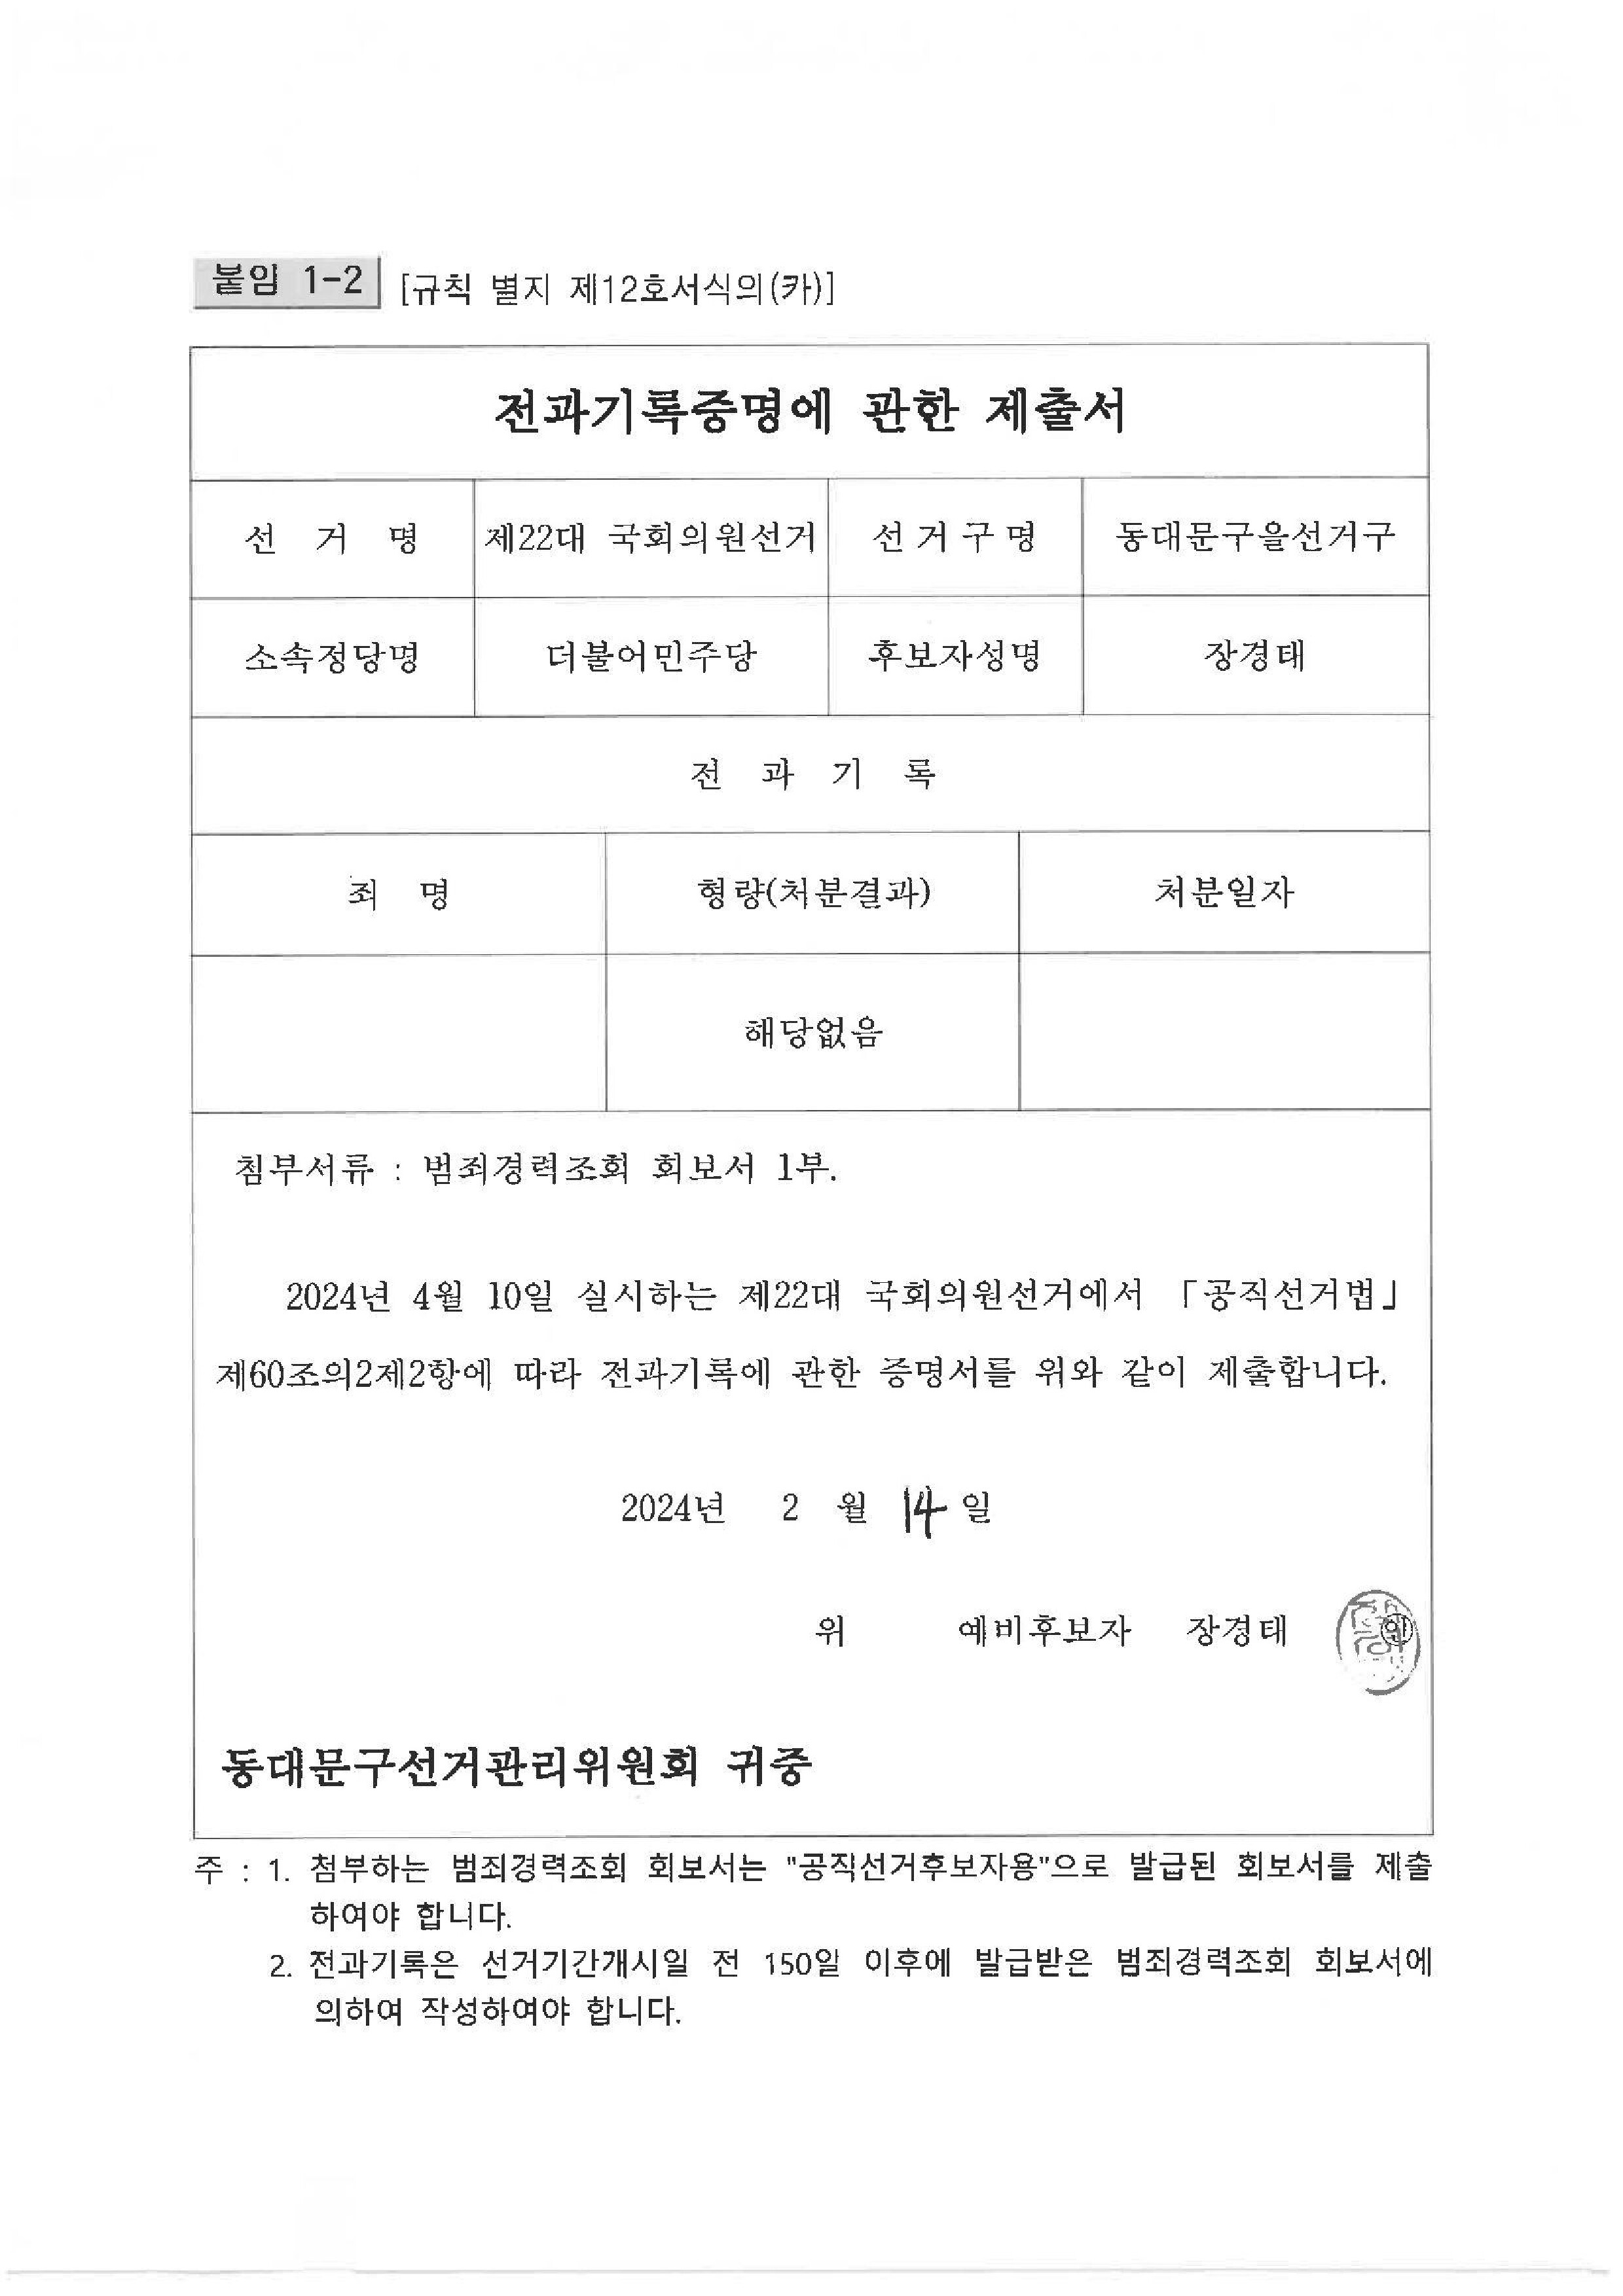 붙임 1-2 [규칙 별지 제12호서식의(카)]
전과기록증명에 관한 제출서
선 거 명 제22대 국회의원선거 선 거 구 명 동대문구을선거구
소속정당명 더불어민주당 후보자성명 장경태
전 과 기 록
죄 명 형량(처분결과) 처분일자
해당없음
첨부서류 : 범죄경력조회 회보서 1부.
2024년 4월 10일 실시하는 제22대 국회의원선거에서 「공직선거법」
제60조의2제2항에 따라 전과기록에 관한 증명서를 위와 같이 제출합니다.
2024년 2 월 14 일
위 예비후보자 장경태 ㊞
동대문구선거관리위원회 귀중
주 : 1. 첨부하는 범죄경력조회 회보서는 "공직선거후보자용"으로 발급된 회보서를 제출
하여야 합니다.
2. 전과기록은 선거기간개시일 전 150일 이후에 발급받은 범죄경력조회 회보서에
의하여 작성하여야 합니다.